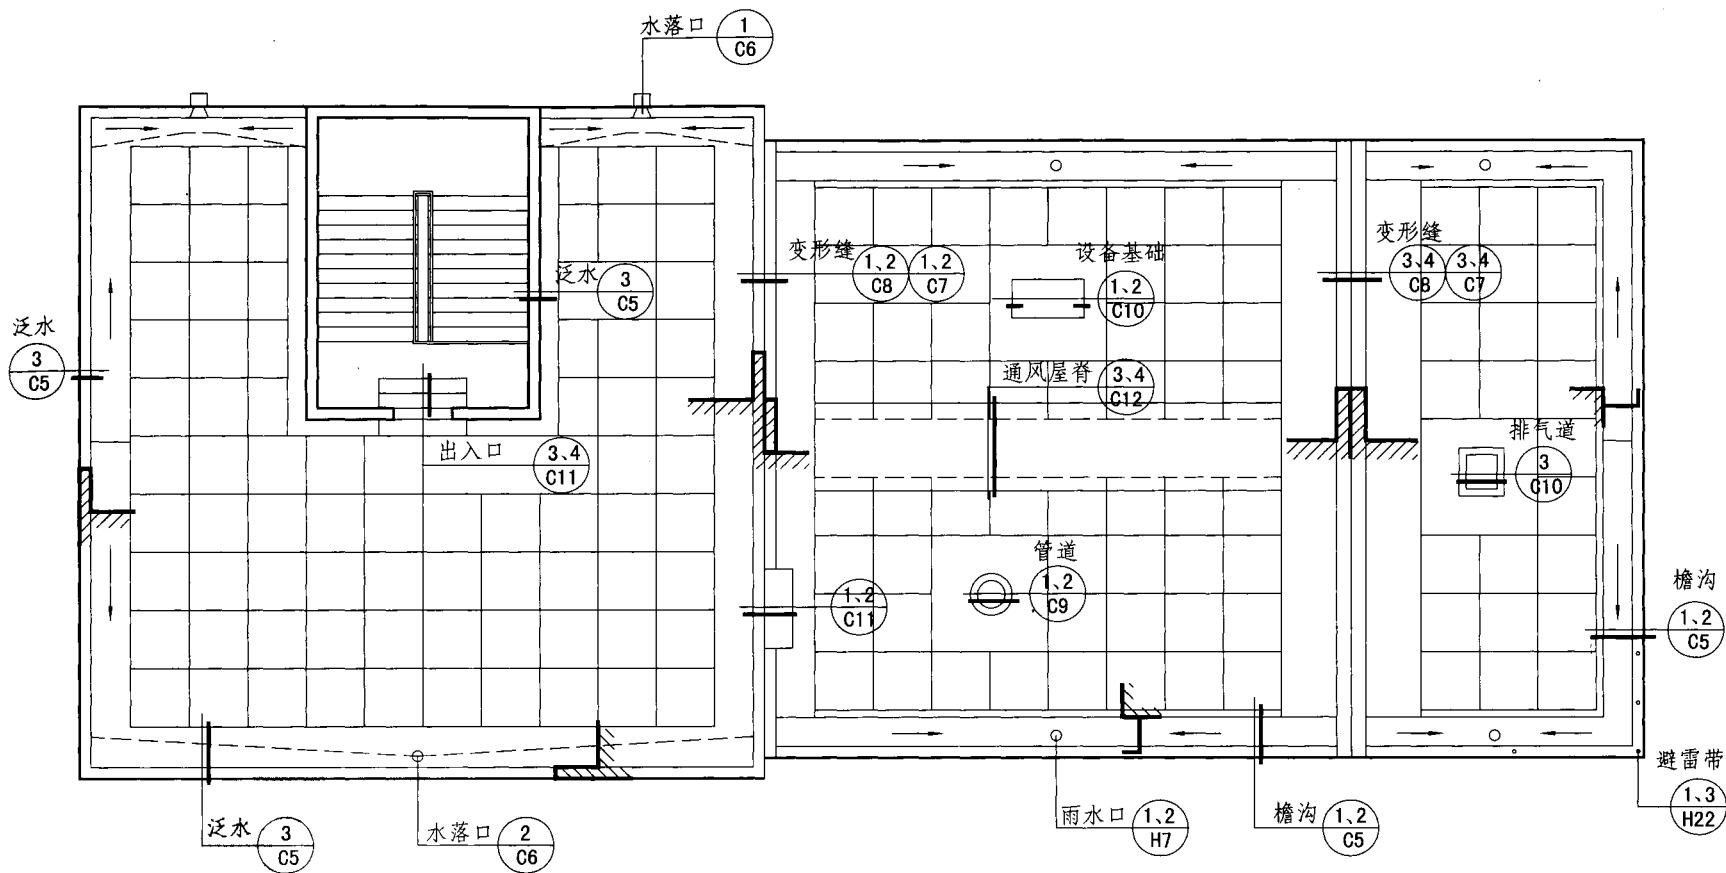 水落口 1
C6
变形缝 1、2 1、2
C8 C7
设备基础 1、2
C10
变形缝 3、4 3、4
C8 C7
泛水 3
C5
泛水 3
C5
通风屋脊 3、4
C12
出入口 3、4
C11
排气道 3
C10
管道 1、2
C9
1、2
C11
檐沟 1、2
C5
避雷带 1、3
H22
泛水 3
C5
水落口 2
C6
雨水口 1、2
H7
檐沟 1、2
C5